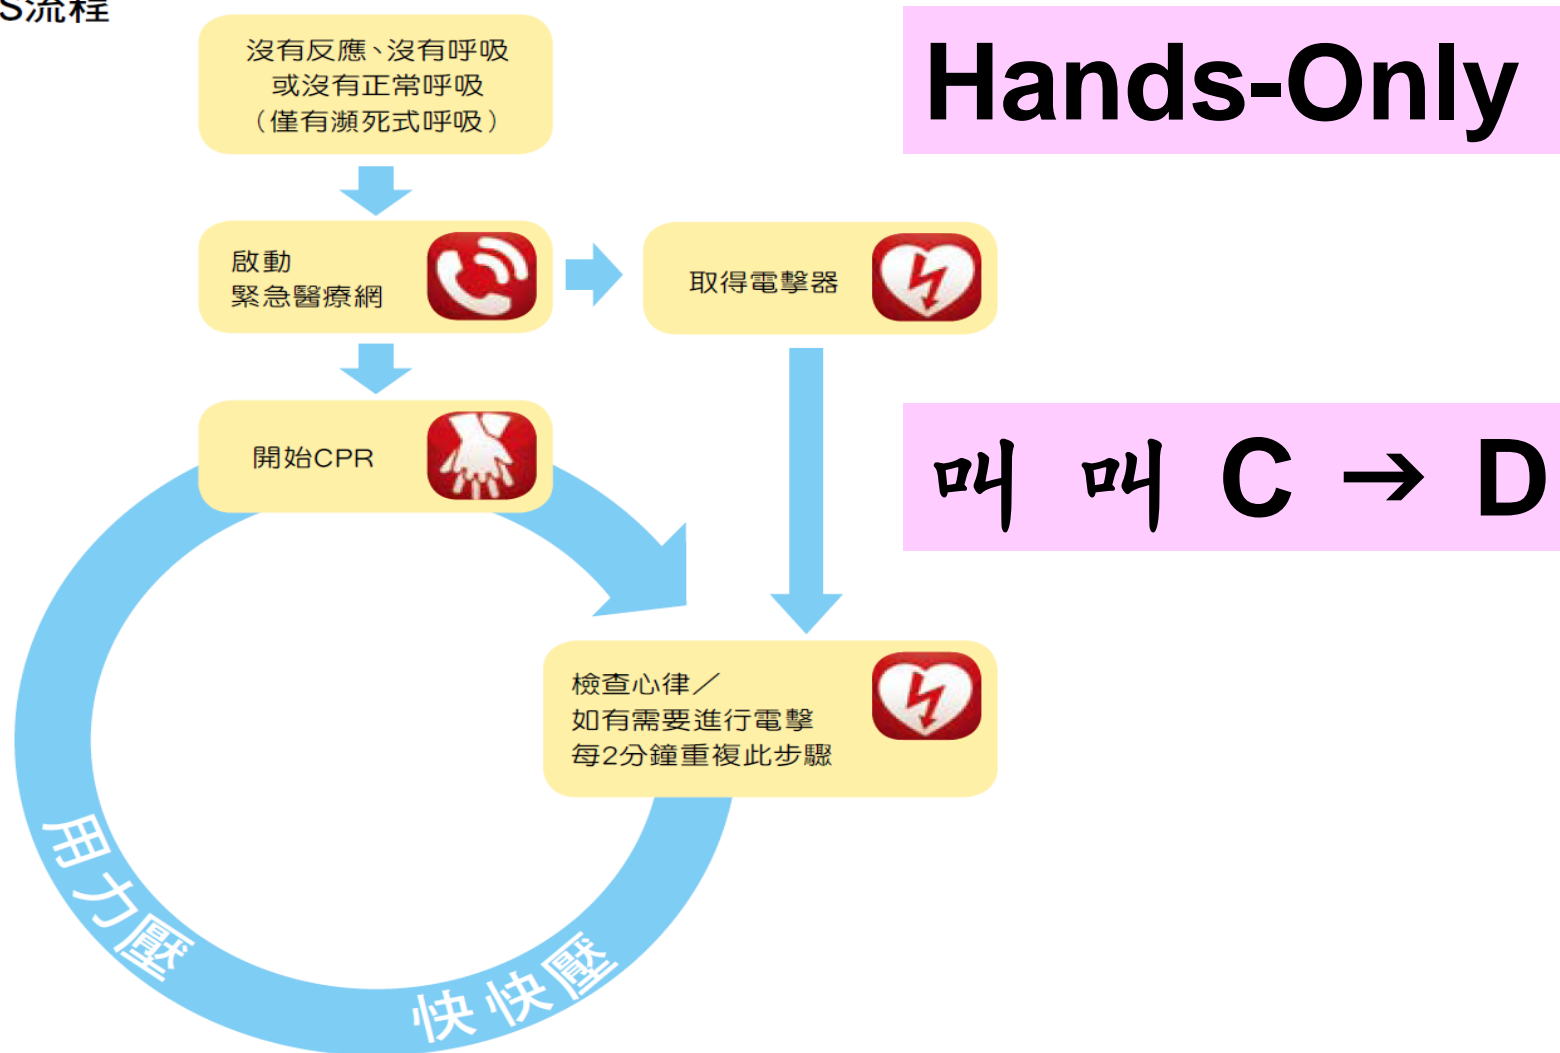 S流程
沒有反應、沒有呼吸
或沒有正常呼吸
（僅有瀕死式呼吸）
Hands-Only
啟動
緊急醫療網
取得電擊器
開始CPR
叫 叫 C → D
檢查心律／
如有需要進行電擊
每2分鐘重複此步驟
用力壓
快快壓